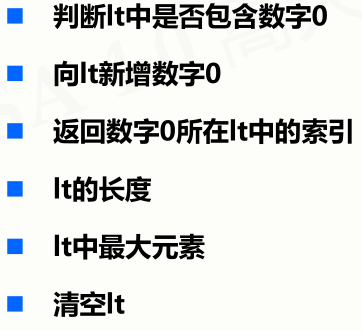 判断lt中是否包含数字0
向lt新增数字0
返回数字0所在lt中的索引
lt的长度
lt中最大元素
清空lt